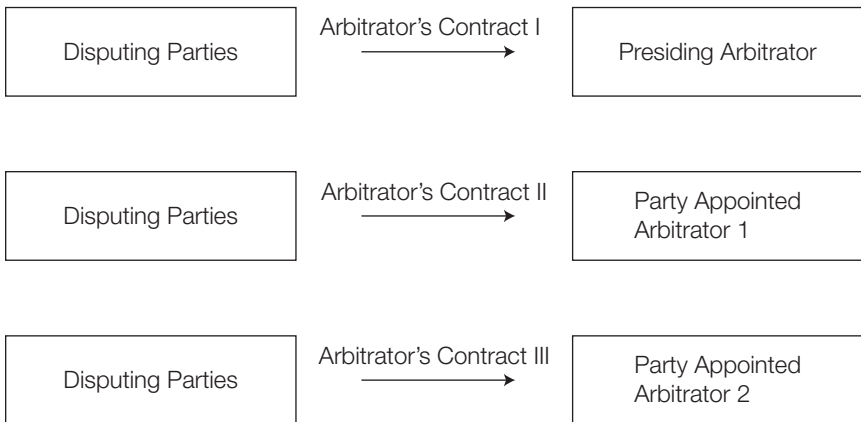 Disputing Parties
Arbitrator’s Contract I
Presiding Arbitrator
Disputing Parties
Arbitrator’s Contract II
Party Appointed
Arbitrator 1
Disputing Parties
Arbitrator’s Contract III
Party Appointed
Arbitrator 2